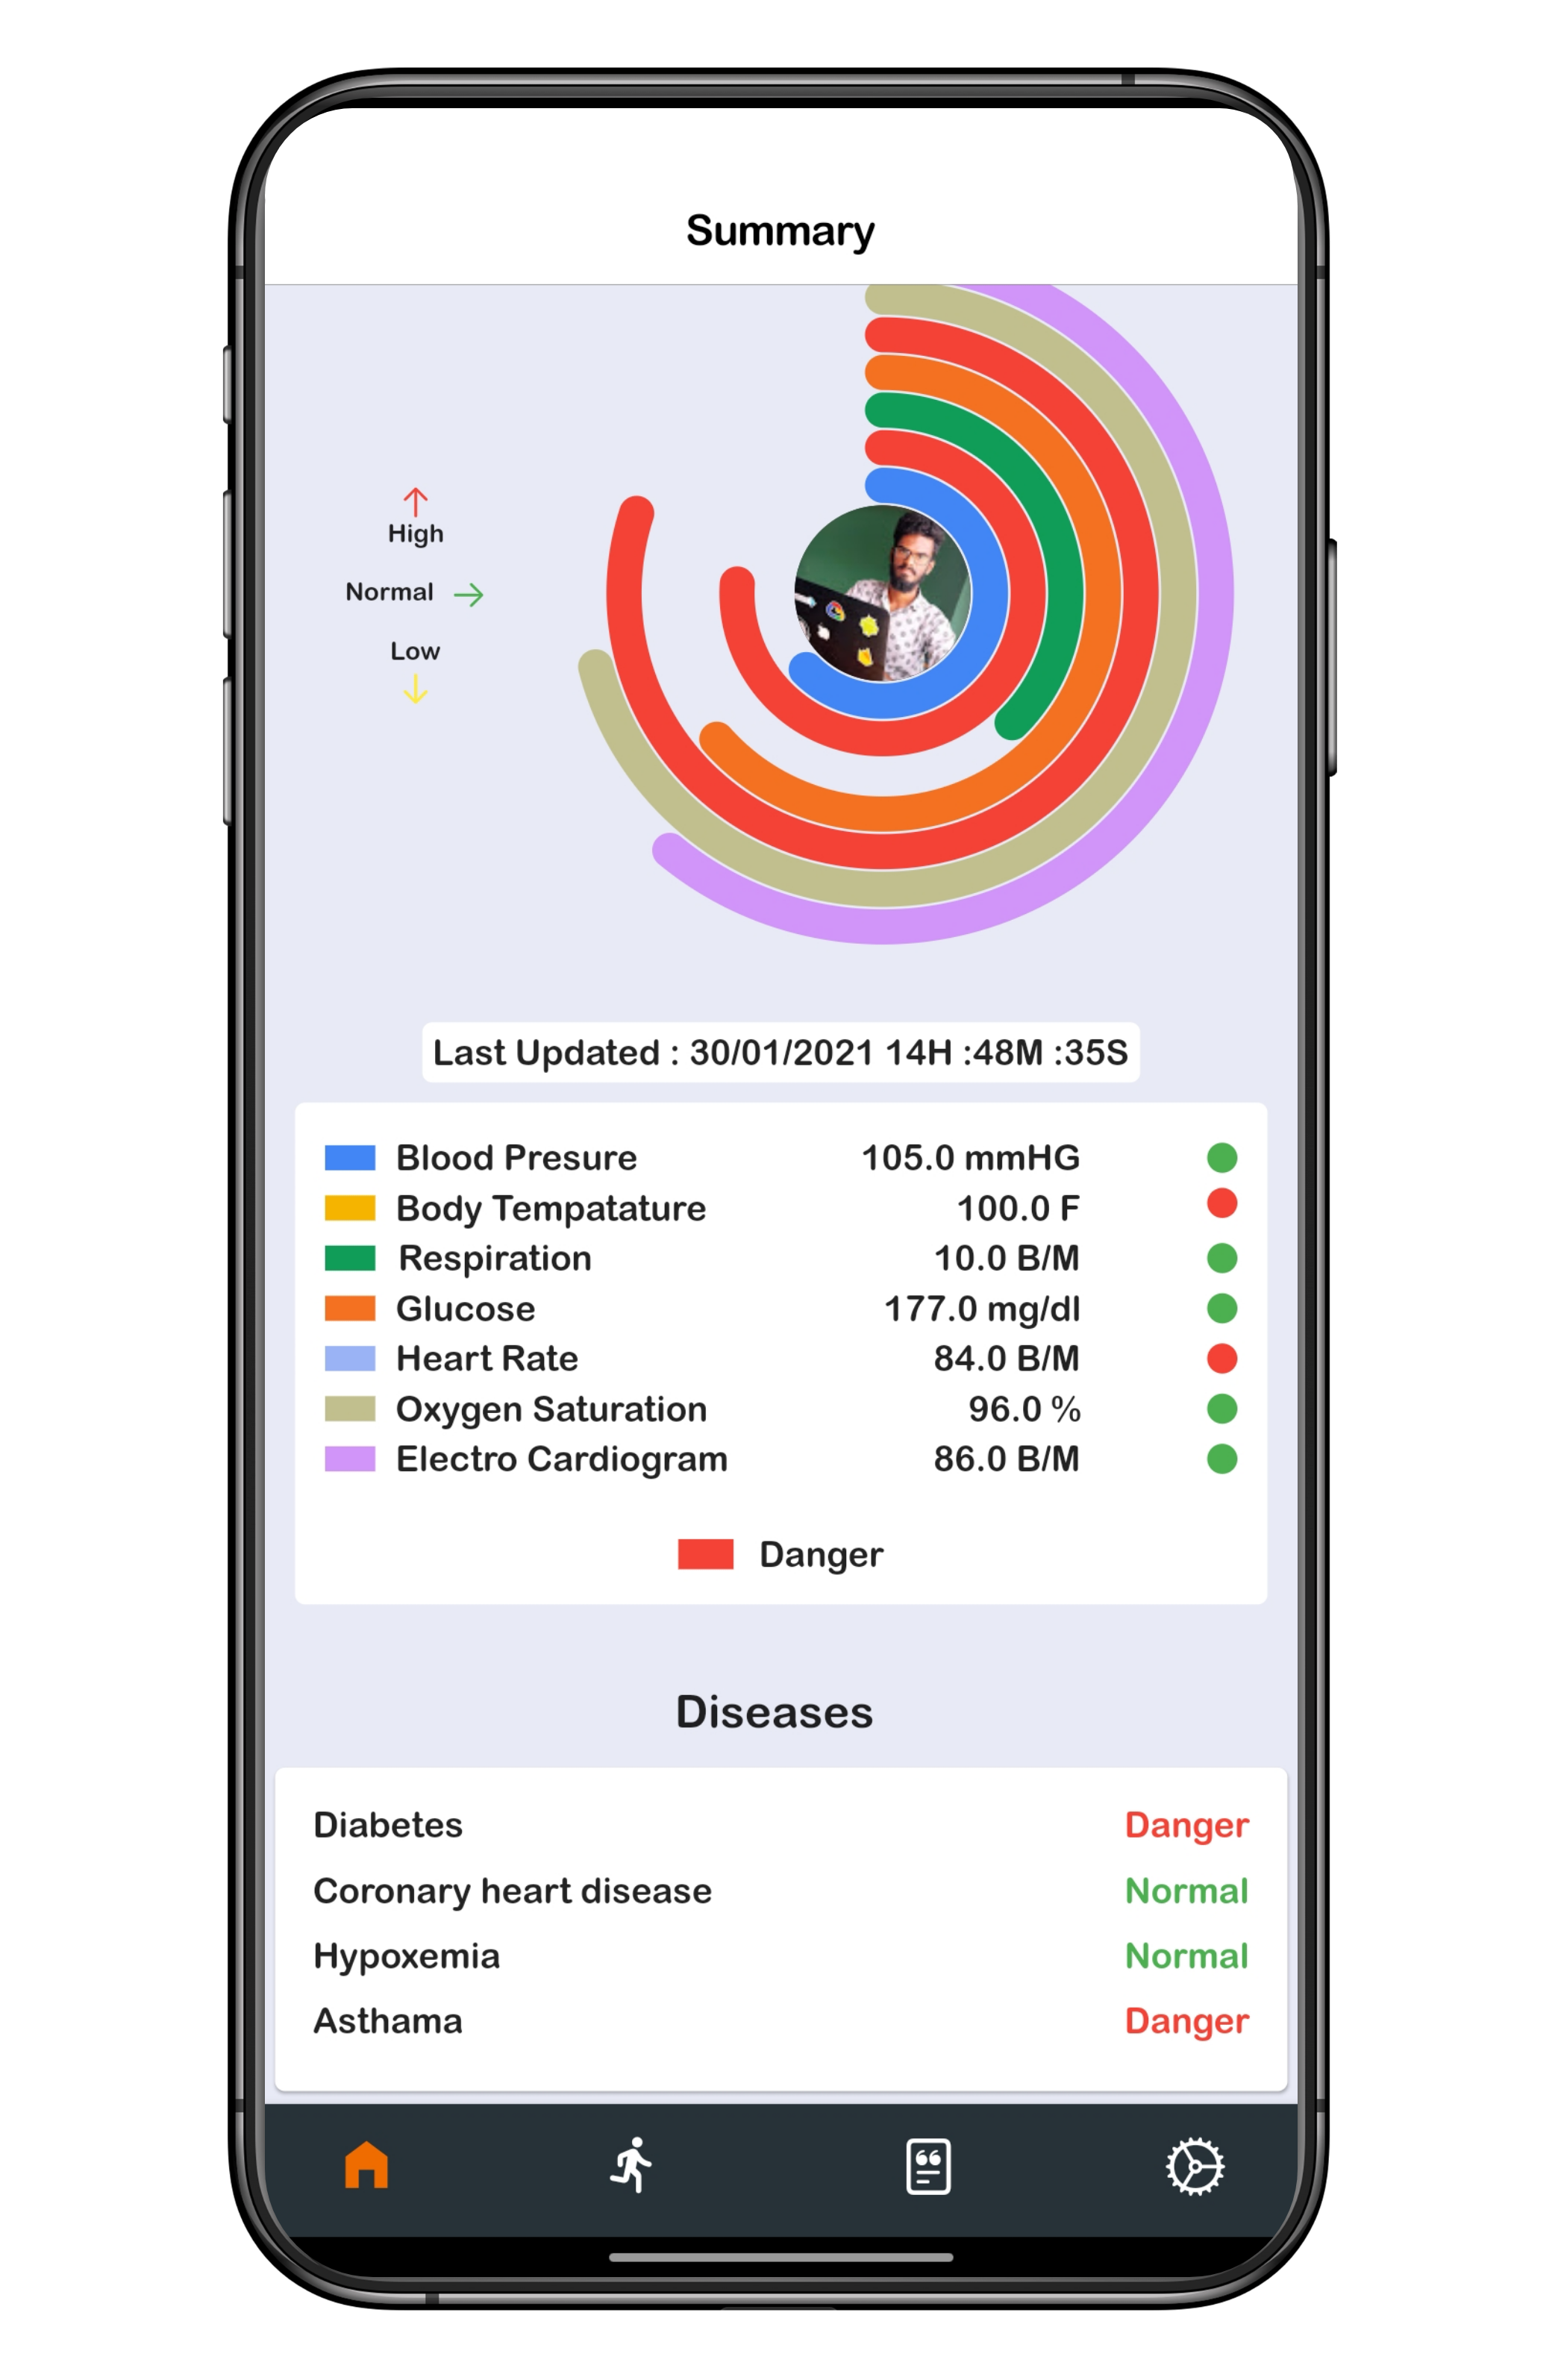 Summary
High
Normal
Low
Last Updated : 30/01/2021 14H :48M :35S
Blood Presure 105.0 mmHG
Body Tempatature 100.0 F
Respiration 10.0 B/M
Glucose 177.0 mg/dl
Heart Rate 84.0 B/M
Oxygen Saturation 96.0 %
Electro Cardiogram 86.0 B/M
Danger
Diseases
Diabetes Danger
Coronary heart disease Normal
Hypoxemia Normal
Asthama Danger